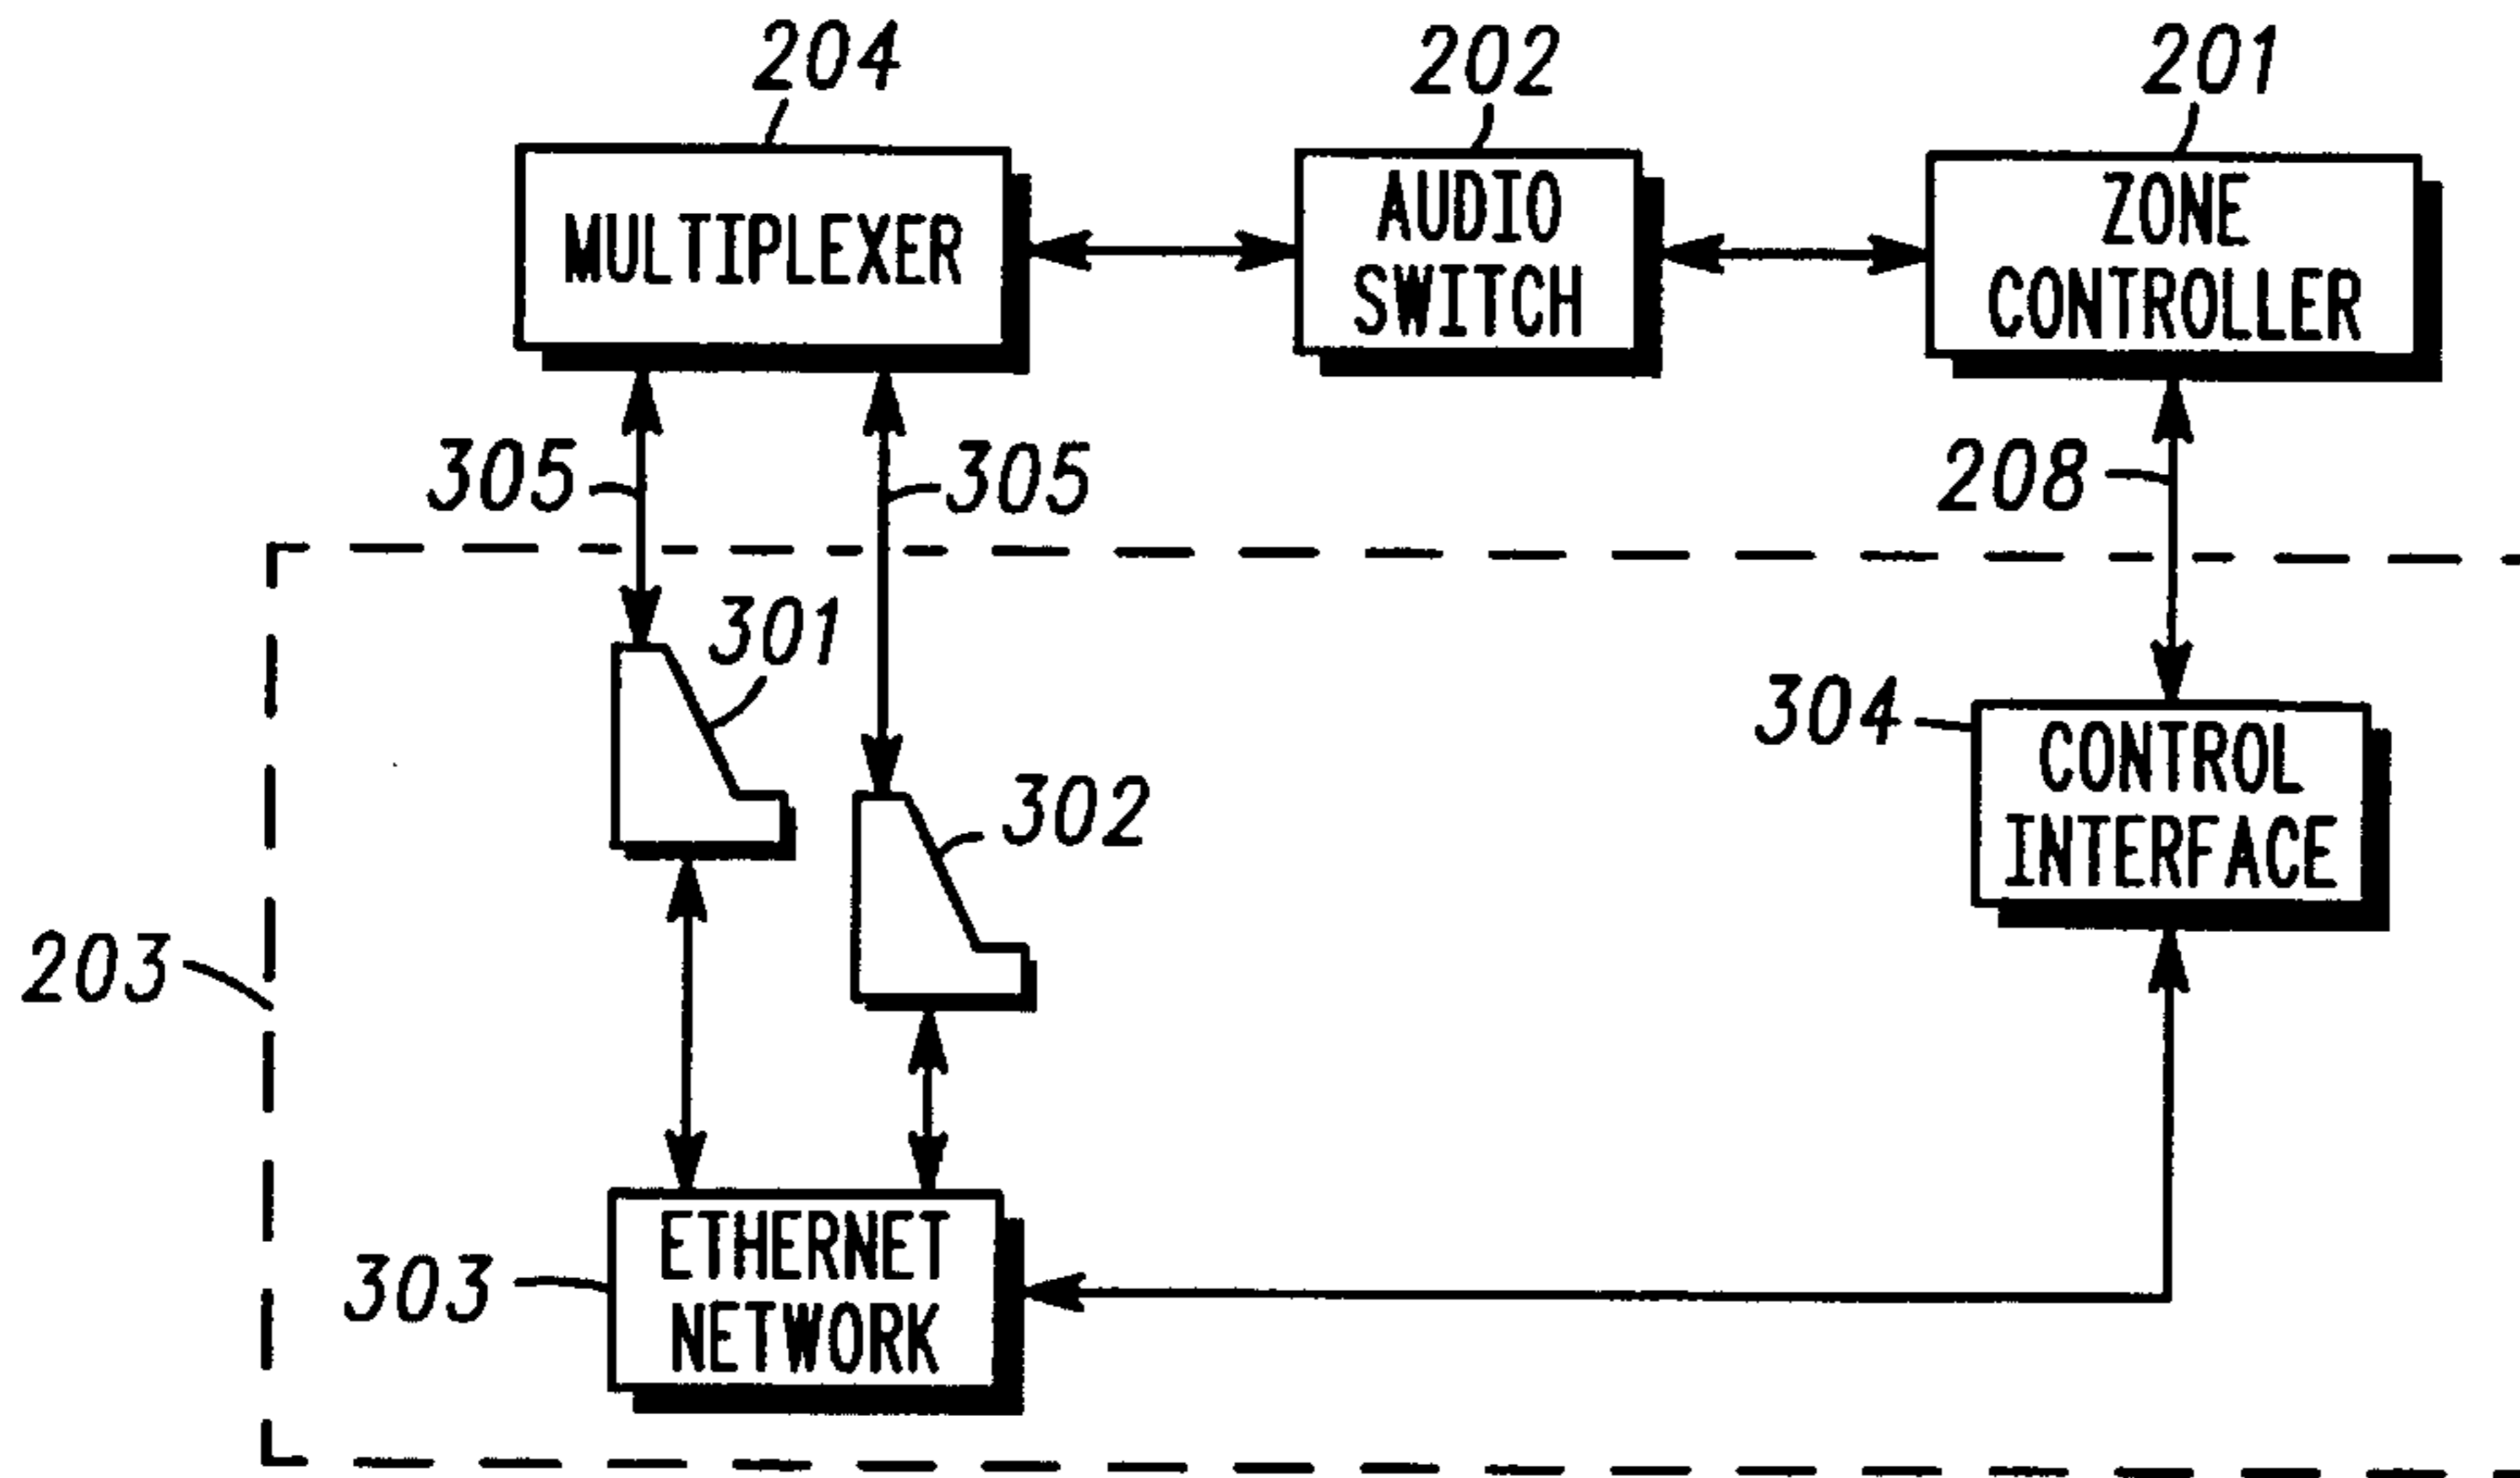 204
202
201
MULTIPLEXER
AUDIO
SWITCH
ZONE
CONTROLLER
305
305
208
301
304
CONTROL
INTERFACE
302
203
303
ETHERNET
NETWORK